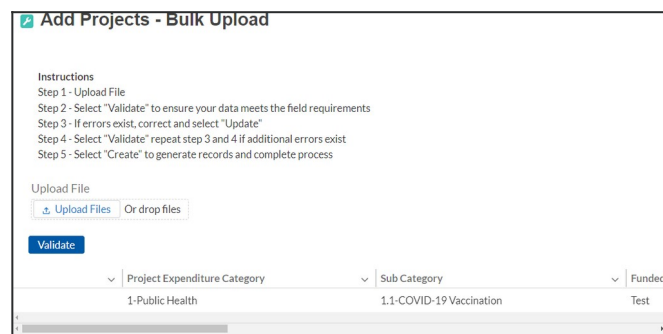 Add Projects - Bulk Upload
Instructions
Step 1 - Upload File
Step 2 - Select "Validate" to ensure your data meets the field requirements
Step 3 - If errors exist, correct and select "Update"
Step 4 - Select "Validate" repeat step 3 and 4 if additional errors exist
Step 5 - Select "Create" to generate records and complete process
Upload File
Upload Files Or drop files
Validate
Project Expenditure Category Sub Category Funded
1-Public Health 1.1-COVID-19 Vaccination Test